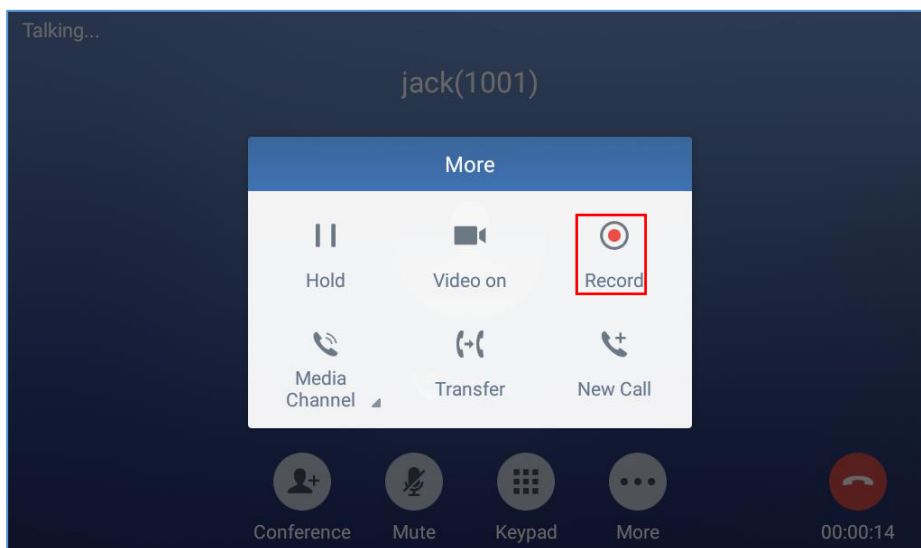 Talking...
jack(1001)
More
Hold
Video on
Record
Media
Channel
Transfer
New Call
Conference
Mute
Keypad
More
00:00:14